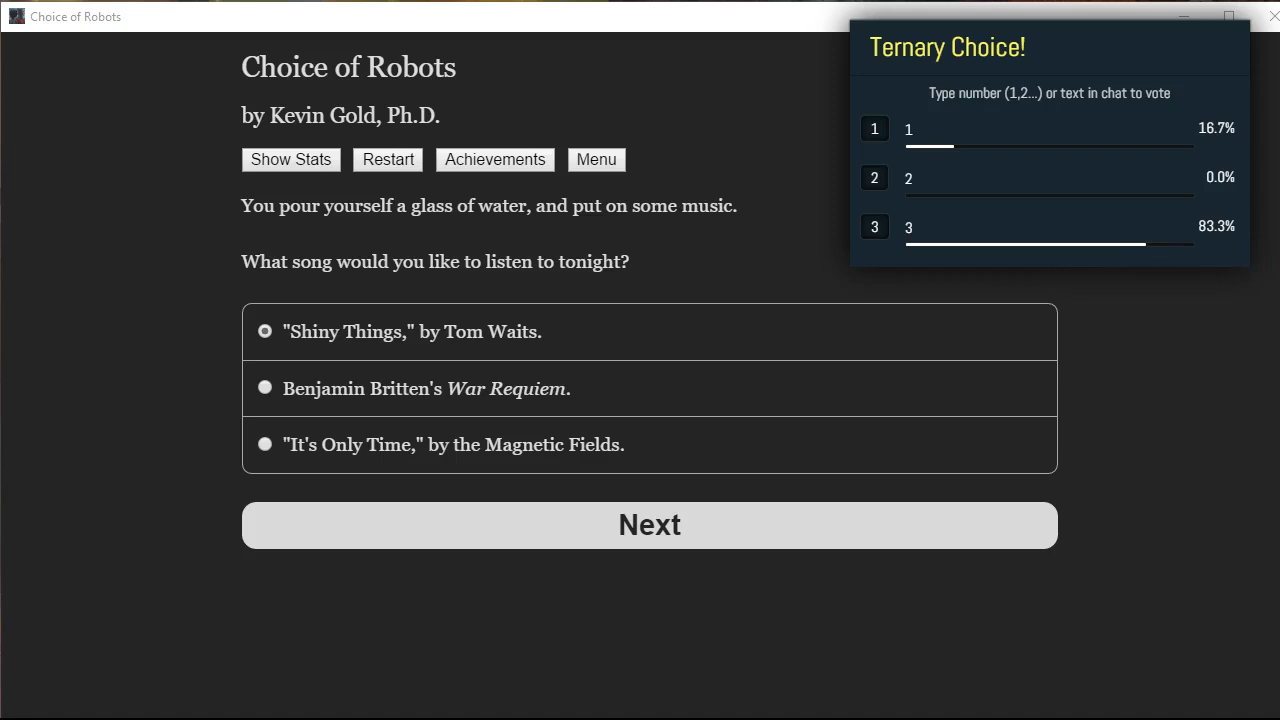 Choice of Robots
Choice of Robots
by Kevin Gold, Ph.D.
Show Stats Restart Achievements Menu
You pour yourself a glass of water, and put on some music.
What song would you like to listen to tonight?
"Shiny Things," by Tom Waits.
Benjamin Britten's War Requiem.
"It's Only Time," by the Magnetic Fields.
Next
Ternary Choice!
Type number (1,2...) or text in chat to vote
1 1 16.7%
2 2 0.0%
3 3 83.3%